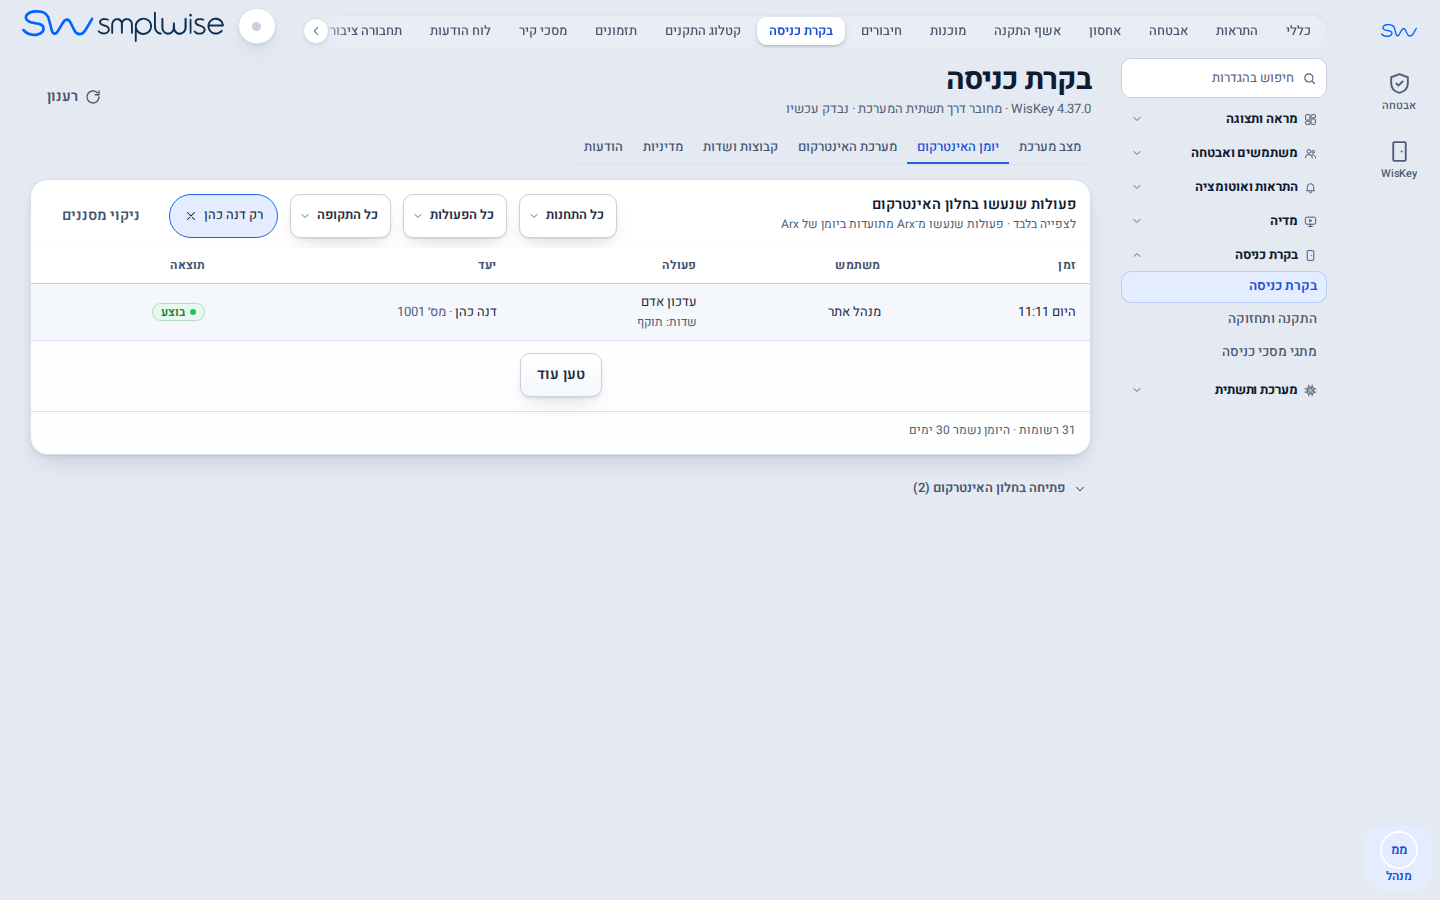 SW
אבטחה
WisKey
ממ
מנהל
כללי
התראות
אבטחה
אחסון
אשף התקנה
מוכנות
חיבורים
בקרת כניסה
קטלוג התקנים
תזמונים
מסכי קיר
לוח הודעות
תחבורה ציבור
SW smplwise
חיפוש בהגדרות
מראה ותצוגה
משתמשים ואבטחה
התראות ואוטומציה
מדיה
בקרת כניסה
בקרת כניסה
התקנה ותחזוקה
מתגי מסכי כניסה
מערכת ותשתית
בקרת כניסה
WisKey 4.37.0 · מחובר דרך תשתית המערכת · נבדק עכשיו
רענון
מצב מערכת
יומן האינטרקום
מערכת האינטרקום
קבוצות ושדות
מדיניות
הודעות
פעולות שנעשו בחלון האינטרקום
לצפייה בלבד · פעולות שנעשו מ־Arx מתועדות ביומן של Arx
כל התחנות
כל הפעולות
כל התקופה
רק דנה כהן
ניקוי מסננים
זמן משתמש פעולה יעד תוצאה
היום 11:11 מנהל אתר עדכון אדם דנה כהן · מס' 1001 בוצע
שדות: תוקף
טען עוד
31 רשומות · היומן נשמר 30 ימים
פתיחה בחלון האינטרקום (2)